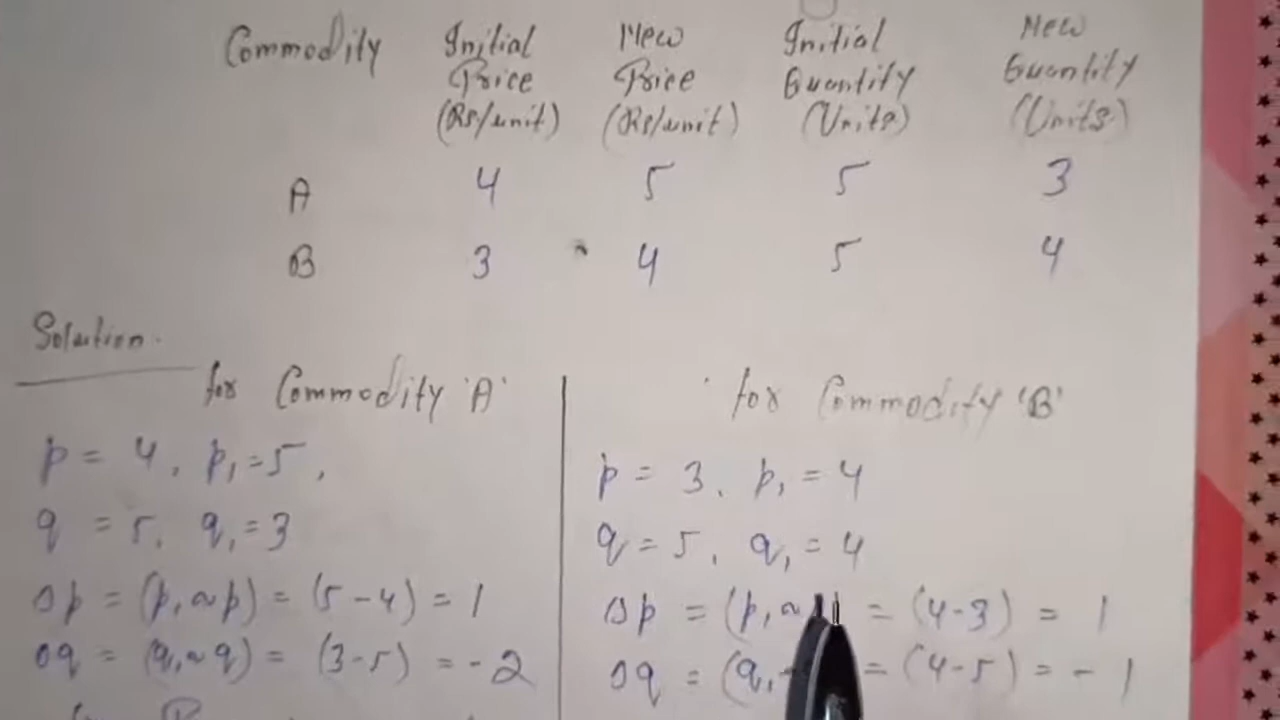 Commodity Initial Price (Rs/unit) New Price (Rs/unit) Initial Quantity (Units) New Quantity (Units)
A 4 5 5 3
B 3 4 5 4
Solution.
for Commodity 'A'
p = 4, p₁ = 5,
q = 5, q₁ = 3
Δp = (p₁ ~ p) = (5 - 4) = 1
Δq = (q₁ ~ q) = (3 - 5) = - 2
for Commodity 'B'
p = 3, p₁ = 4
q = 5, q₁ = 4
Δp = (p₁ ~ = (4 - 3) = 1
Δq = (q₁ = (4 - 5) = - 1